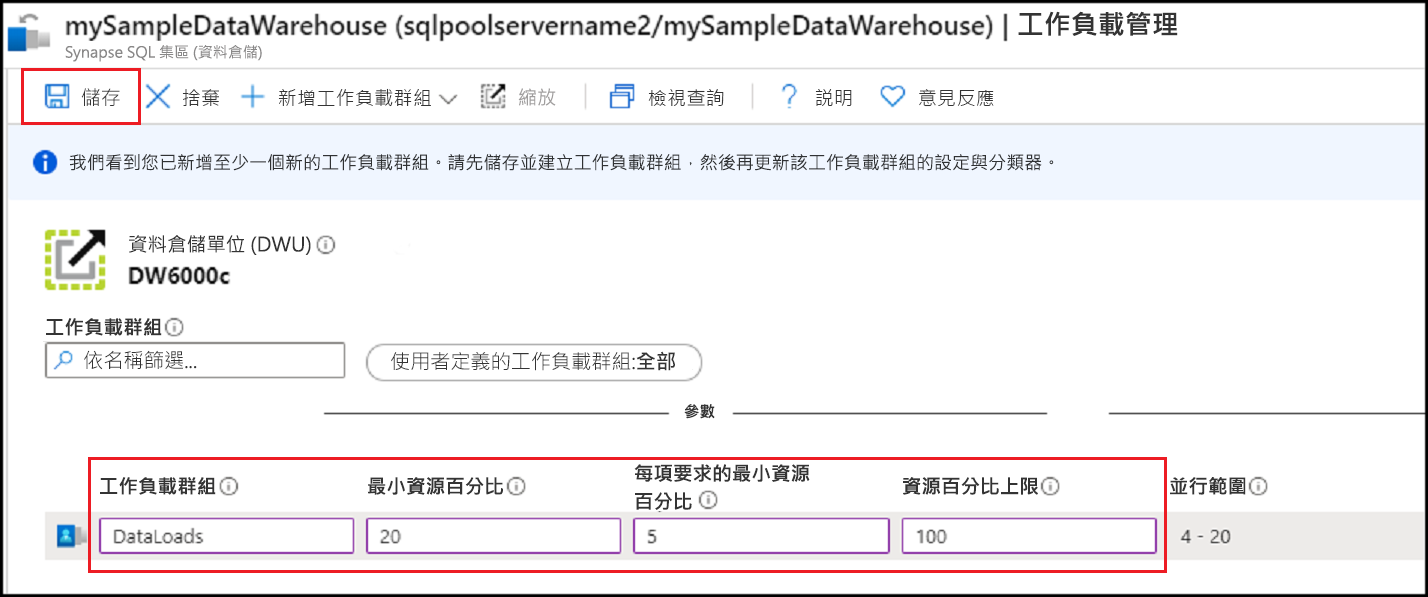 mySampleDataWarehouse (sqlpoolservername2/mySampleDataWarehouse) | 工作負載管理
Synapse SQL 集區 (資料倉儲)
儲存 捨棄 新增工作負載群組 縮放 檢視查詢 說明 意見反應
我們看到您已新增至少一個新的工作負載群組。請先儲存並建立工作負載群組，然後再更新該工作負載群組的設定與分類器。
資料倉儲單位 (DWU)
DW6000c
工作負載群組
依名稱篩選... 使用者定義的工作負載群組:全部
參數
工作負載群組 最小資源百分比 每項要求的最小資源
百分比 資源百分比上限 並行範圍
DataLoads 20 5 100 4 - 20